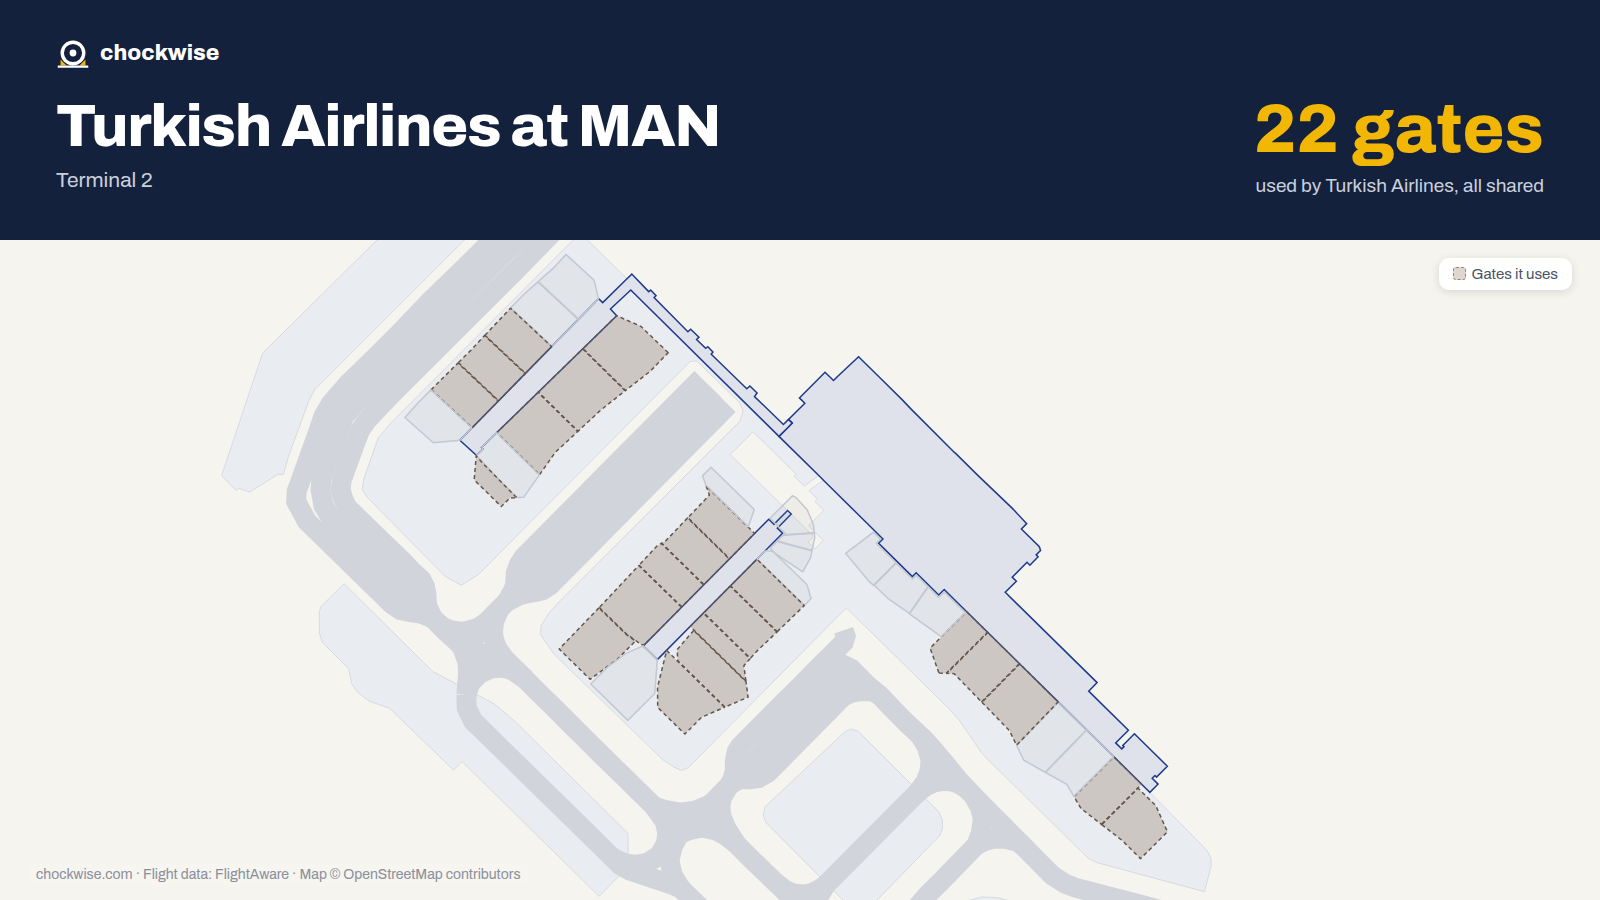 chockwise
Turkish Airlines at MAN
Terminal 2
22 gates
used by Turkish Airlines, all shared
Gates it uses
chockwise.com · Flight data: FlightAware · Map © OpenStreetMap contributors